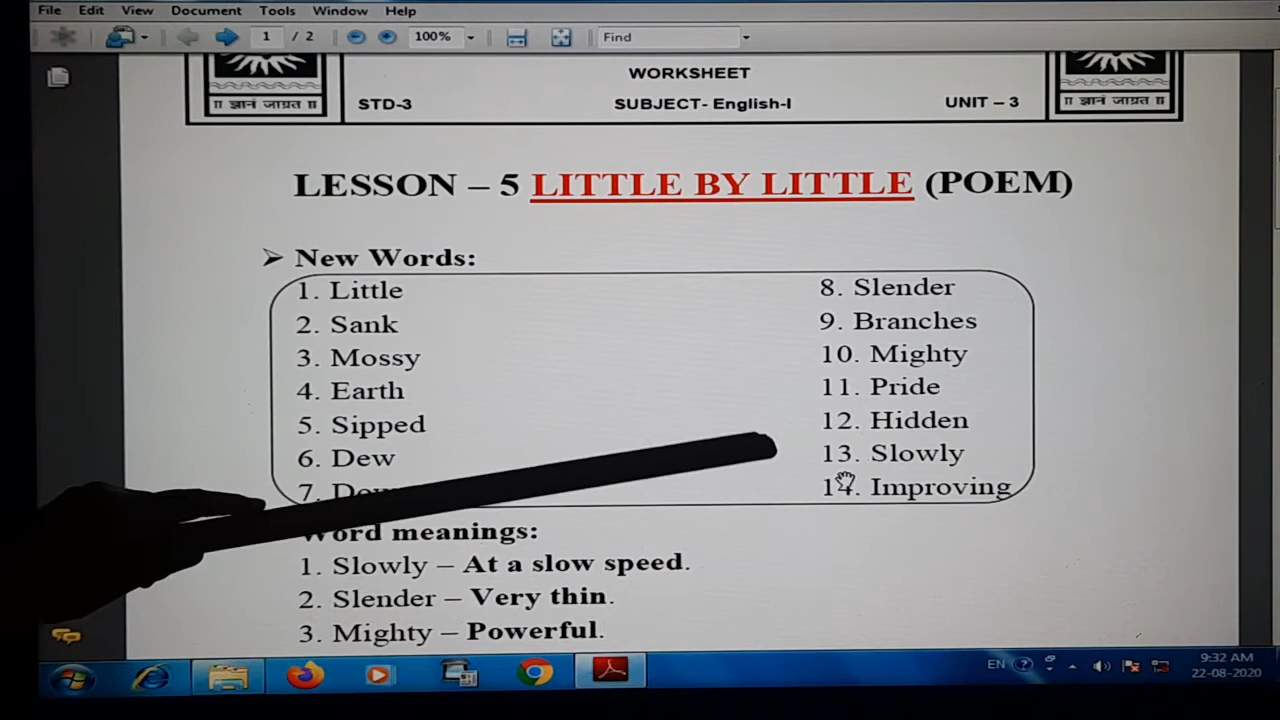 File Edit View Document Tools Window Help
1 / 2 100% Find
WORKSHEET
॥ ज्ञानं जाग्रत ॥ STD-3 SUBJECT- English-I UNIT – 3 ॥ ज्ञानं जाग्रत ॥
LESSON – 5 LITTLE BY LITTLE (POEM)
➢ New Words:
1. Little
2. Sank
3. Mossy
4. Earth
5. Sipped
6. Dew
7.
8. Slender
9. Branches
10. Mighty
11. Pride
12. Hidden
13. Slowly
14. Improving
Word meanings:
1. Slowly – At a slow speed.
2. Slender – Very thin.
3. Mighty – Powerful.
EN 9:32 AM
22-08-2020